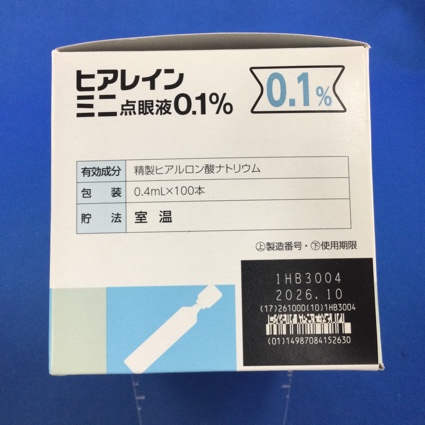 ヒアレイン
ミニ点眼液0.1%
0.1%
有効成分 精製ヒアルロン酸ナトリウム
包装 0.4mL×100本
貯法 室温
㊤製造番号・㊦使用期限
1HB3004
2026.10
(17)261000(10)1HB3004
(01)14987084152630